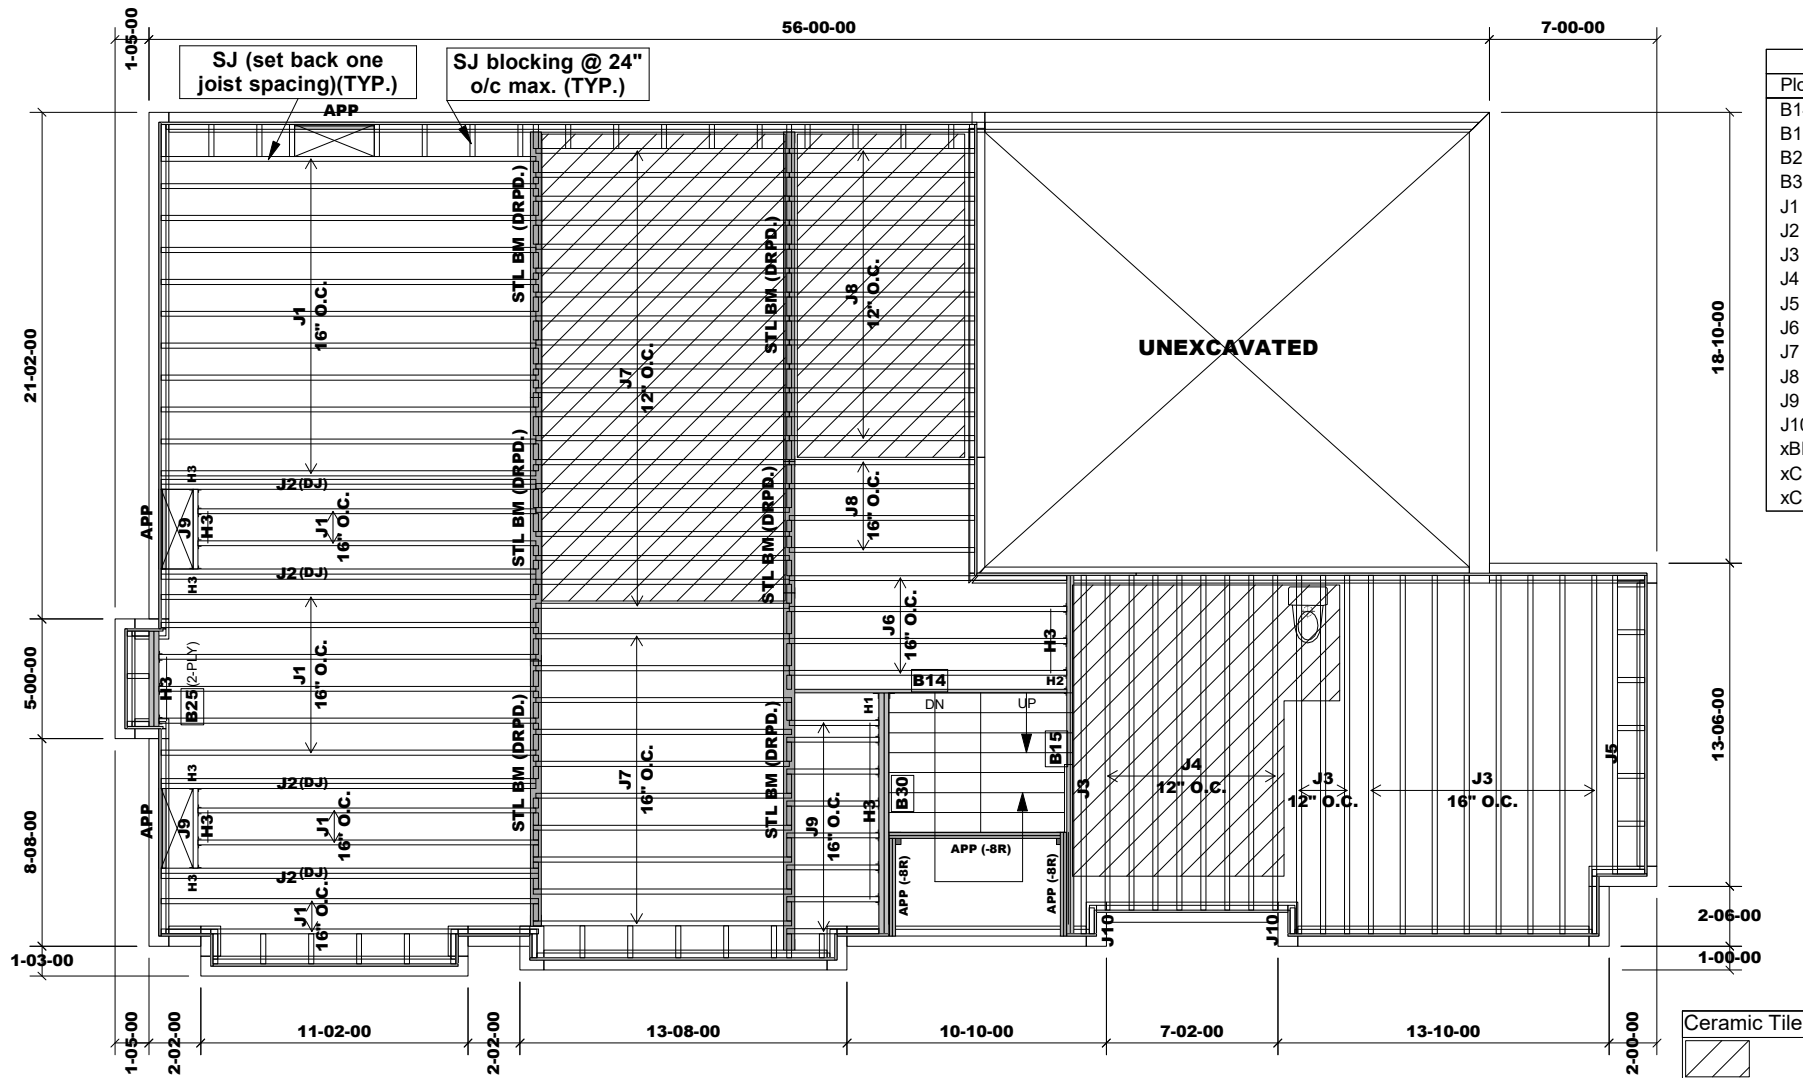 1-05-00
56-00-00
7-00-00
SJ (set back one
joist spacing)(TYP.)
SJ blocking @ 24"
o/c max. (TYP.)
APP
J1
16" O.C.
STL BM (DRPD.)
J7
12" O.C.
STL BM (DRPD.)
J8
12" O.C.
UNEXCAVATED
21-02-00
18-10-00
H3
J2(DJ)
APP
J9
H3
J1
16" O.C.
H3
J2(DJ)
STL BM (DRPD.)
STL BM (DRPD.)
J8
16" O.C.
J6
16" O.C.
H3
H2
B14
5-00-00
H3
B25(2-PLY)
J1
16" O.C.
DN
UP
H1
B15
STL BM (DRPD.)
J7
16" O.C.
STL BM (DRPD.)
J9
16" O.C.
H3
B30
J3
J4
12" O.C.
J3
12" O.C.
J3
16" O.C.
J5
13-06-00
H3
J2(DJ)
APP
J9
H3
J1
16" O.C.
H3
J2(DJ)
J1
16" O.C.
8-08-00
APP (-8R)
APP (-8R)
APP (-8R)
J10
J10
2-06-00
1-00-00
1-03-00
1-05-00
2-02-00
11-02-00
2-02-00
13-08-00
10-10-00
7-02-00
13-10-00
2-00-00
B2
B3
J1
J2
J3
J4
J5
J6
J7
J8
J9
Ceramic Tile